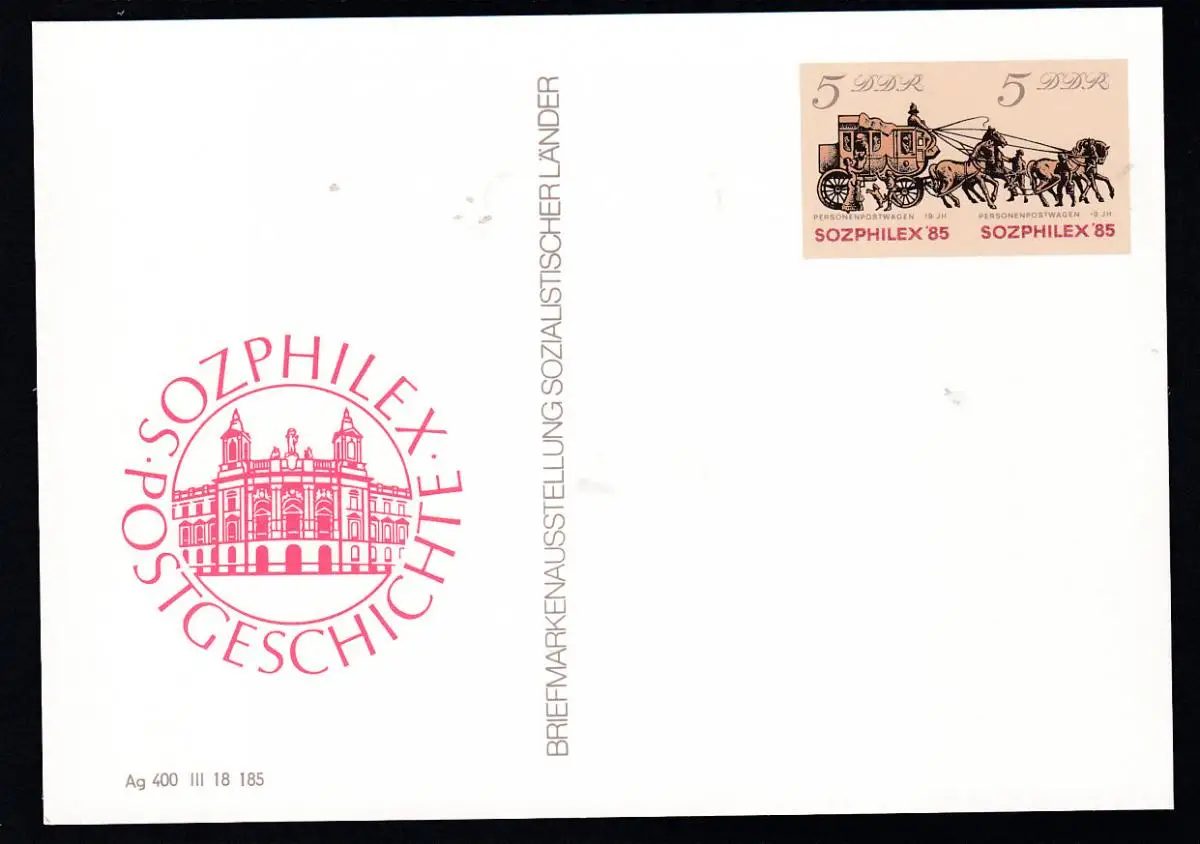 5 DDR 5 DDR
PERSONENPOSTWAGEN 19. JH PERSONENPOSTWAGEN 19. JH
SOZPHILEX '85 SOZPHILEX '85
BRIEFMARKENAUSSTELLUNG SOZIALISTISCHER LÄNDER
· SOZPHILEX ·
POSTGESCHICHTE
Ag 400 III 18 185